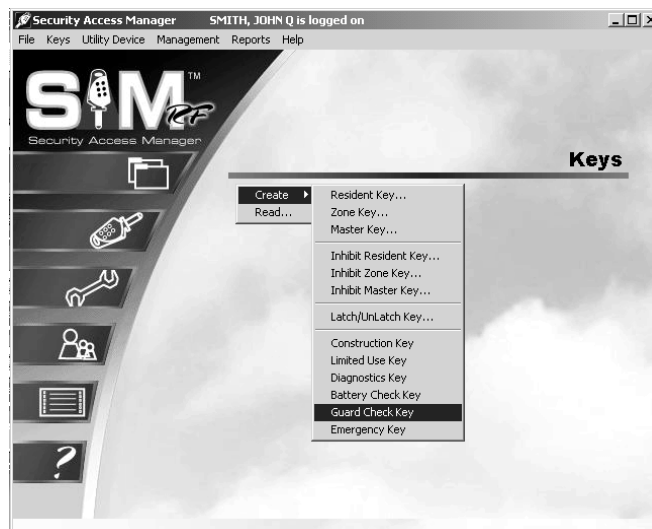 Security Access Manager SMITH, JOHN Q is logged on
File Keys Utility Device Management Reports Help
SAM™
RF
Security Access Manager
Keys
Create
Read...
Resident Key...
Zone Key...
Master Key...
Inhibit Resident Key...
Inhibit Zone Key...
Inhibit Master Key...
Latch/UnLatch Key...
Construction Key
Limited Use Key
Diagnostics Key
Battery Check Key
Guard Check Key
Emergency Key
?